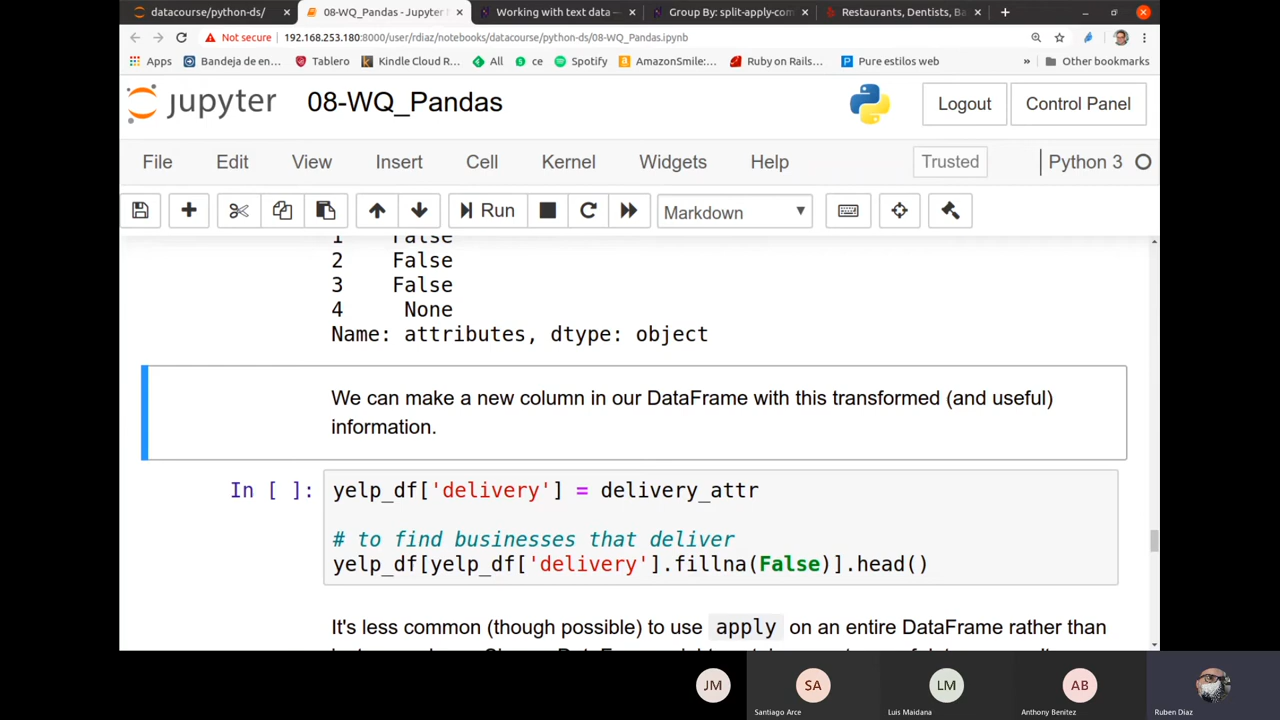 datacourse/python-ds/
08-WQ_Pandas - Jupyter
Working with text data —
Group By: split-apply-com
Restaurants, Dentists, Ba
Not secure 192.168.253.180:8000/user/rdiaz/notebooks/datacourse/python-ds/08-WQ_Pandas.ipynb
Apps Bandeja de en... Tablero Kindle Cloud R... All ce Spotify AmazonSmile:... Ruby on Rails... Pure estilos web » Other bookmarks
jupyter 08-WQ_Pandas Logout Control Panel
File Edit View Insert Cell Kernel Widgets Help Trusted Python 3
Run Markdown
1 False
2 False
3 False
4 None
Name: attributes, dtype: object
We can make a new column in our DataFrame with this transformed (and useful)
information.
In [ ]: yelp_df['delivery'] = delivery_attr
# to find businesses that deliver
yelp_df[yelp_df['delivery'].fillna(False)].head()
It's less common (though possible) to use apply on an entire DataFrame rather than
JM SA LM AB
Santiago Arce Luis Maidana Anthony Benitez Ruben Diaz